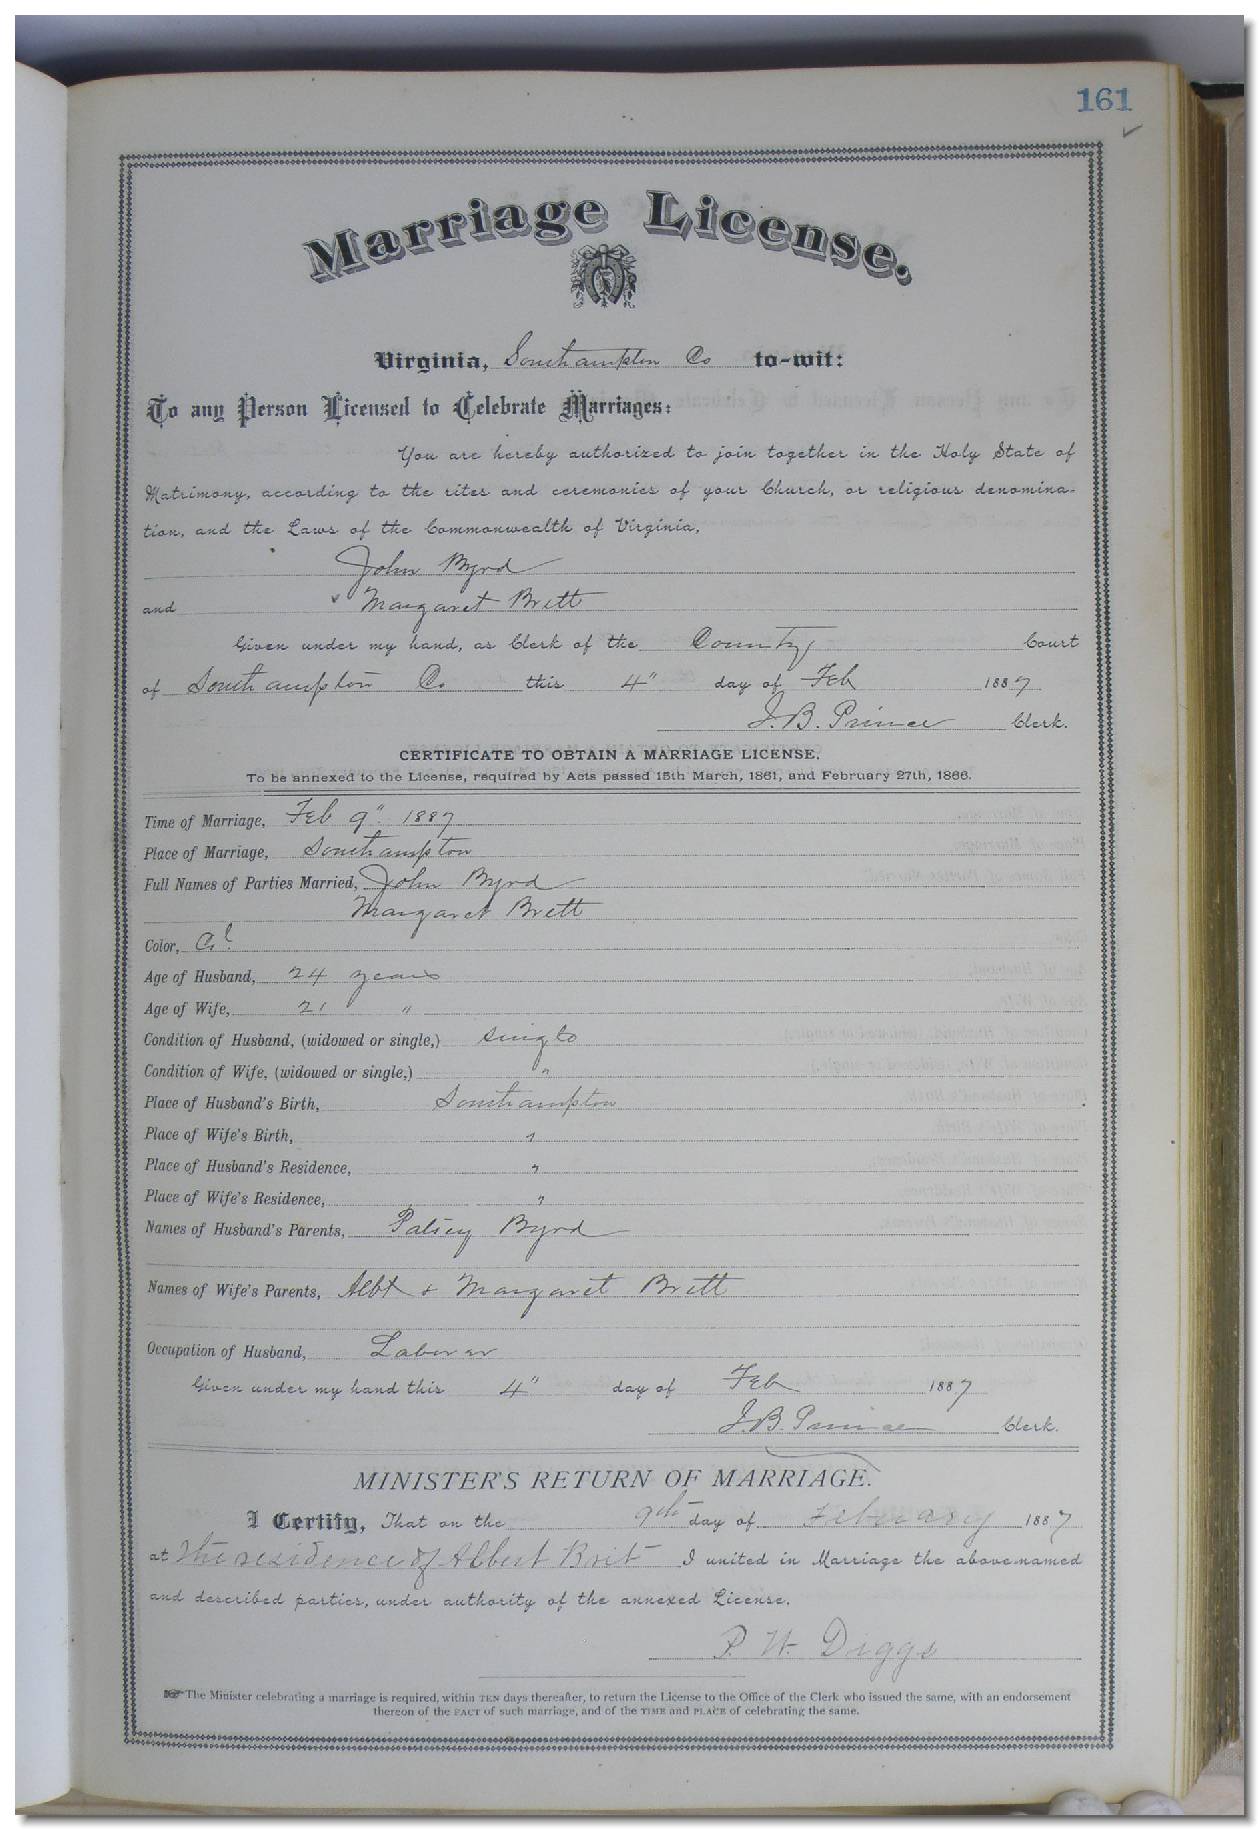 161
Marriage License.
Virginia, Southampton Co to-wit:
To any Person Licensed to Celebrate Marriages:
You are hereby authorized to join together in the Holy State of
Matrimony, according to the rites and ceremonies of your Church, or religious denomina-
tion, and the Laws of the Commonwealth of Virginia,
John Byrd
and Margaret Brett
Given under my hand, as Clerk of the County Court
of Southampton Co this 4" day of Feb 1887
J. B. Prince Clerk.
CERTIFICATE TO OBTAIN A MARRIAGE LICENSE.
To be annexed to the License, required by Acts passed 15th March, 1861, and February 27th, 1866.
Time of Marriage, Feb 9" 1887
Place of Marriage, Southampton
Full Names of Parties Married, John Byrd
Margaret Brett
Color, Col.
Age of Husband, 24 years
Age of Wife, 21 "
Condition of Husband, (widowed or single,) single
Condition of Wife, (widowed or single,) "
Place of Husband's Birth, Southampton
Place of Wife's Birth, "
Place of Husband's Residence, "
Place of Wife's Residence, "
Names of Husband's Parents, Patsey Byrd
Names of Wife's Parents, Albt & Margaret Brett
Occupation of Husband, Laborer
Given under my hand this 4" day of Feb 1887
J. B. Prince Clerk.
MINISTER'S RETURN OF MARRIAGE.
I Certify, That on the 9th day of February 1887
at the residence of Albert Brit I united in Marriage the above-named
and described parties, under authority of the annexed License.
P. W. Diggs
The Minister celebrating a marriage is required, within TEN days thereafter, to return the License to the Office of the Clerk who issued the same, with an endorsement
thereon of the FACT of such marriage, and of the TIME and PLACE of celebrating the same.